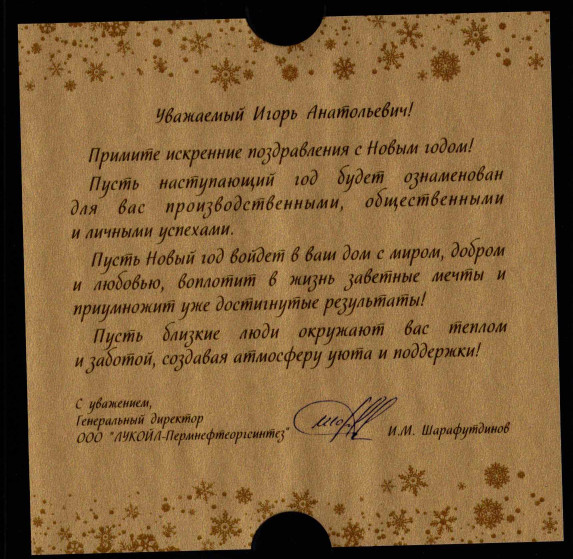 Уважаемый Игорь Анатольевич!
Примите искренние поздравления с Новым годом!
Пусть наступающий год будет ознаменован
для вас производственными, общественными
и личными успехами.
Пусть Новый год войдет в ваш дом с миром, добром
и любовью, воплотит в жизнь заветные мечты и
приумножит уже достигнутые результаты!
Пусть близкие люди окружают вас теплом
и заботой, создавая атмосферу уюта и поддержки!
С уважением,
Генеральный директор
ООО "ЛУКОЙЛ-Пермнефтеоргсинтез" И.М. Шарафутдинов